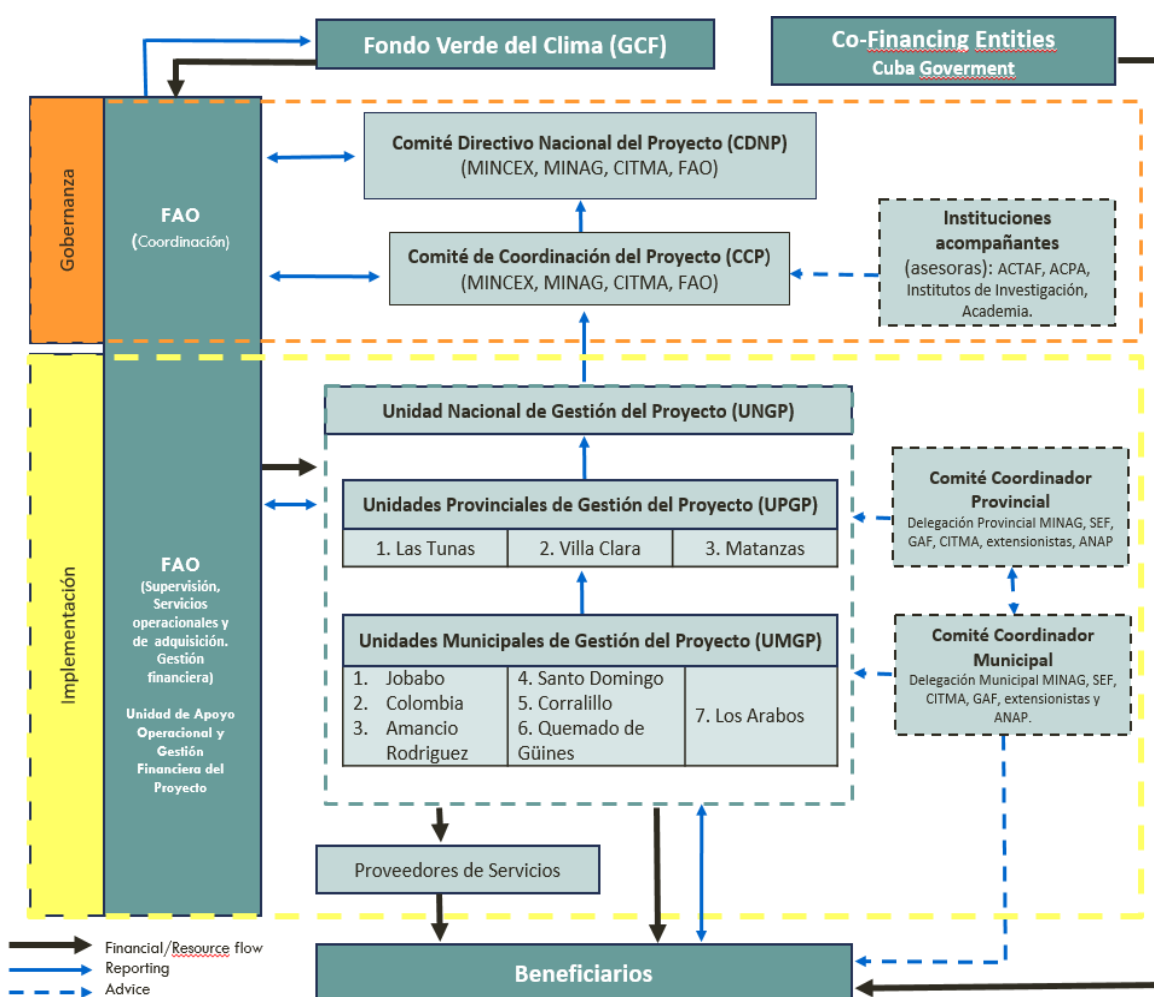 Fondo Verde del Clima (GCF)
Co-Financing Entities
Cuba Goverment
Gobernanza
FAO
(Coordinación)
Comité Directivo Nacional del Proyecto (CDNP)
(MINCEX, MINAG, CITMA, FAO)
Comité de Coordinación del Proyecto (CCP)
(MINCEX, MINAG, CITMA, FAO)
Instituciones
acompañantes
(asesoras): ACTAF, ACPA,
Institutos de Investigación,
Academia.
Implementación
FAO
(Supervisión,
Servicios
operacionales y
de adquisición.
Gestión
financiera)
Unidad de Apoyo
Operacional y
Gestión
Financiera del
Proyecto
Unidad Nacional de Gestión del Proyecto (UNGP)
Unidades Provinciales de Gestión del Proyecto (UPGP)
1. Las Tunas
2. Villa Clara
3. Matanzas
Unidades Municipales de Gestión del Proyecto (UMGP)
1. Jobabo
2. Colombia
3. Amancio
Rodriguez
4. Santo Domingo
5. Corralillo
6. Quemado de
Güines
7. Los Arabos
Comité Coordinador
Provincial
Delegación Provincial MINAG, SEF,
GAF, CITMA, extensionistas, ANAP
Comité Coordinador
Municipal
Delegación Municipal MINAG, SEF,
CITMA, GAF, extensionistas y
ANAP.
Proveedores de Servicios
Beneficiarios
Financial/Resource flow
Reporting
Advice